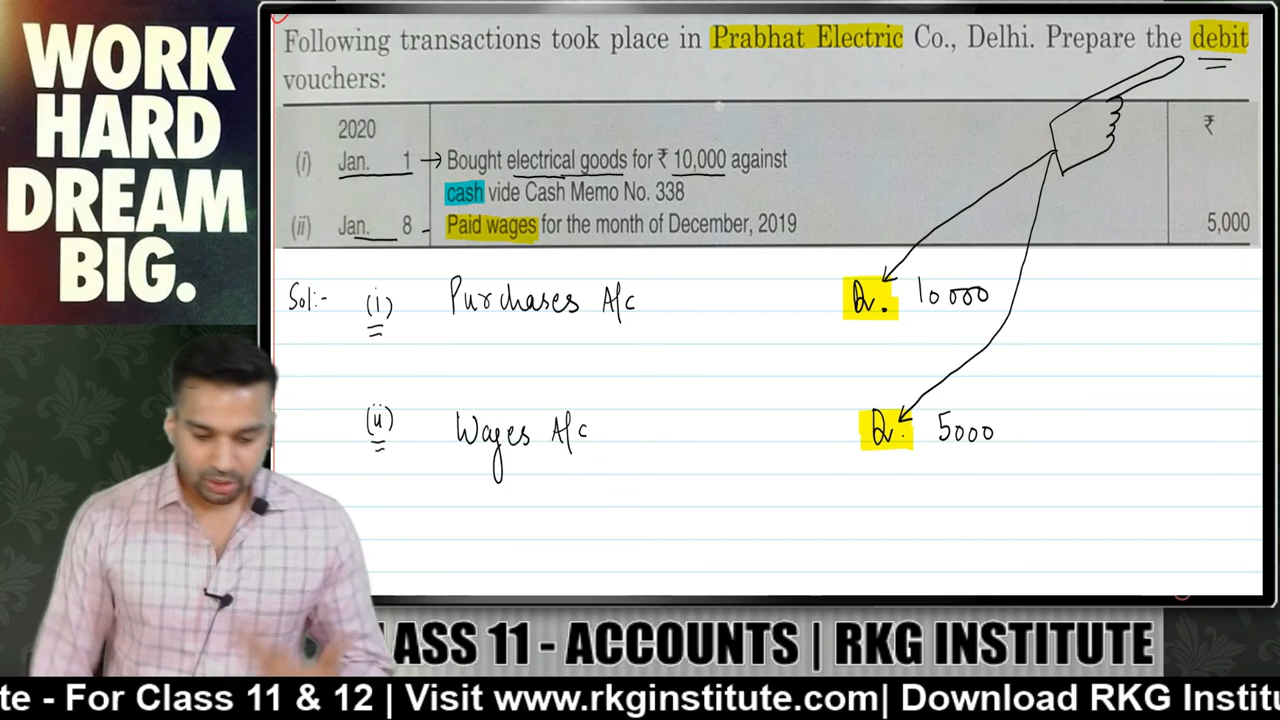 WORK
HARD
DREAM
BIG.
Following transactions took place in Prabhat Electric Co., Delhi. Prepare the debit
vouchers:
2020 ₹
(i) Jan. 1 → Bought electrical goods for ₹ 10,000 against
cash vide Cash Memo No. 338
(ii) Jan. 8 - Paid wages for the month of December, 2019 5,000
Sol:- (i) Purchases A/c Dr. 10000
(ii) Wages A/c Dr. 5000
LASS 11 - ACCOUNTS | RKG INSTITUTE
te - For Class 11 & 12 | Visit www.rkginstitute.com| Download RKG Institu